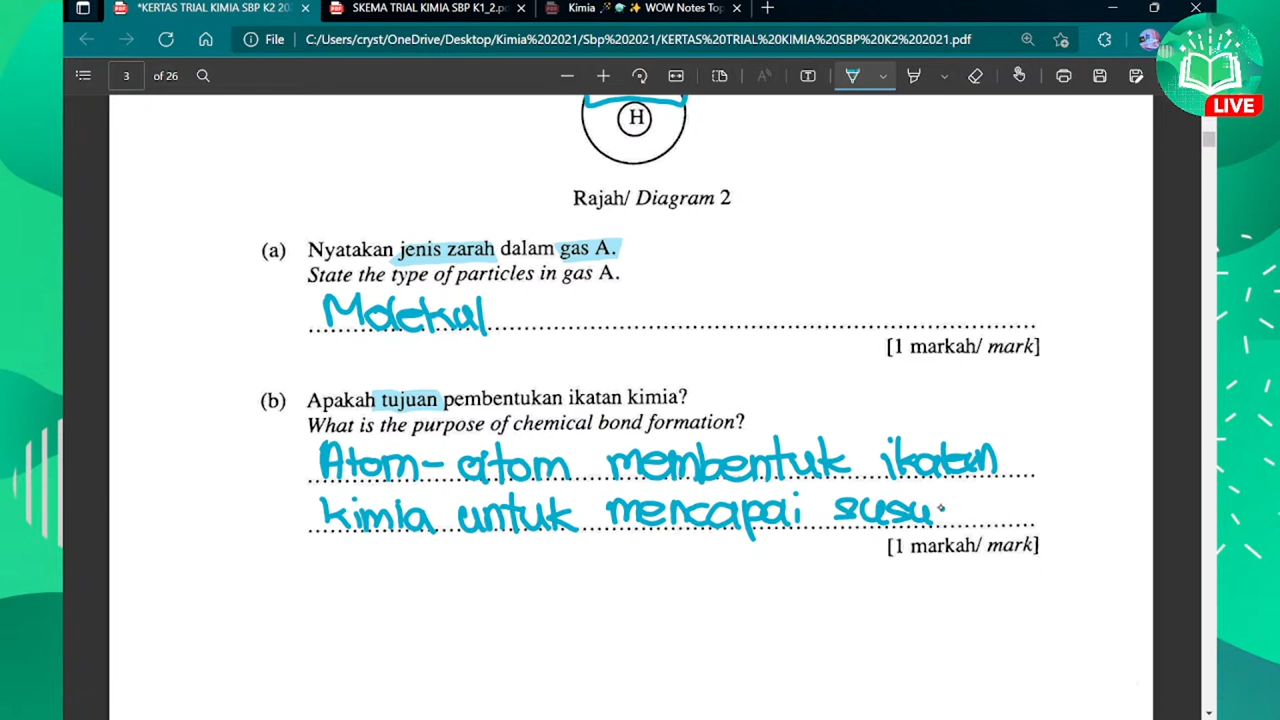 *KERTAS TRIAL KIMIA SBP K2 202
SKEMA TRIAL KIMIA SBP K1_2.p
Kimia 🪄 🧑‍🎓 ✨ WOW Notes Top
File C:/Users/cryst/OneDrive/Desktop/Kimia%202021/Sbp%202021/KERTAS%20TRIAL%20KIMIA%20SBP%20K2%202021.pdf
3 of 26
LIVE
H
Rajah/ Diagram 2
(a) Nyatakan jenis zarah dalam gas A.
State the type of particles in gas A.
Molekul
[1 markah/ mark]
(b) Apakah tujuan pembentukan ikatan kimia?
What is the purpose of chemical bond formation?
Atom-atom membentuk ikatan
kimia untuk mencapai susu
[1 markah/ mark]